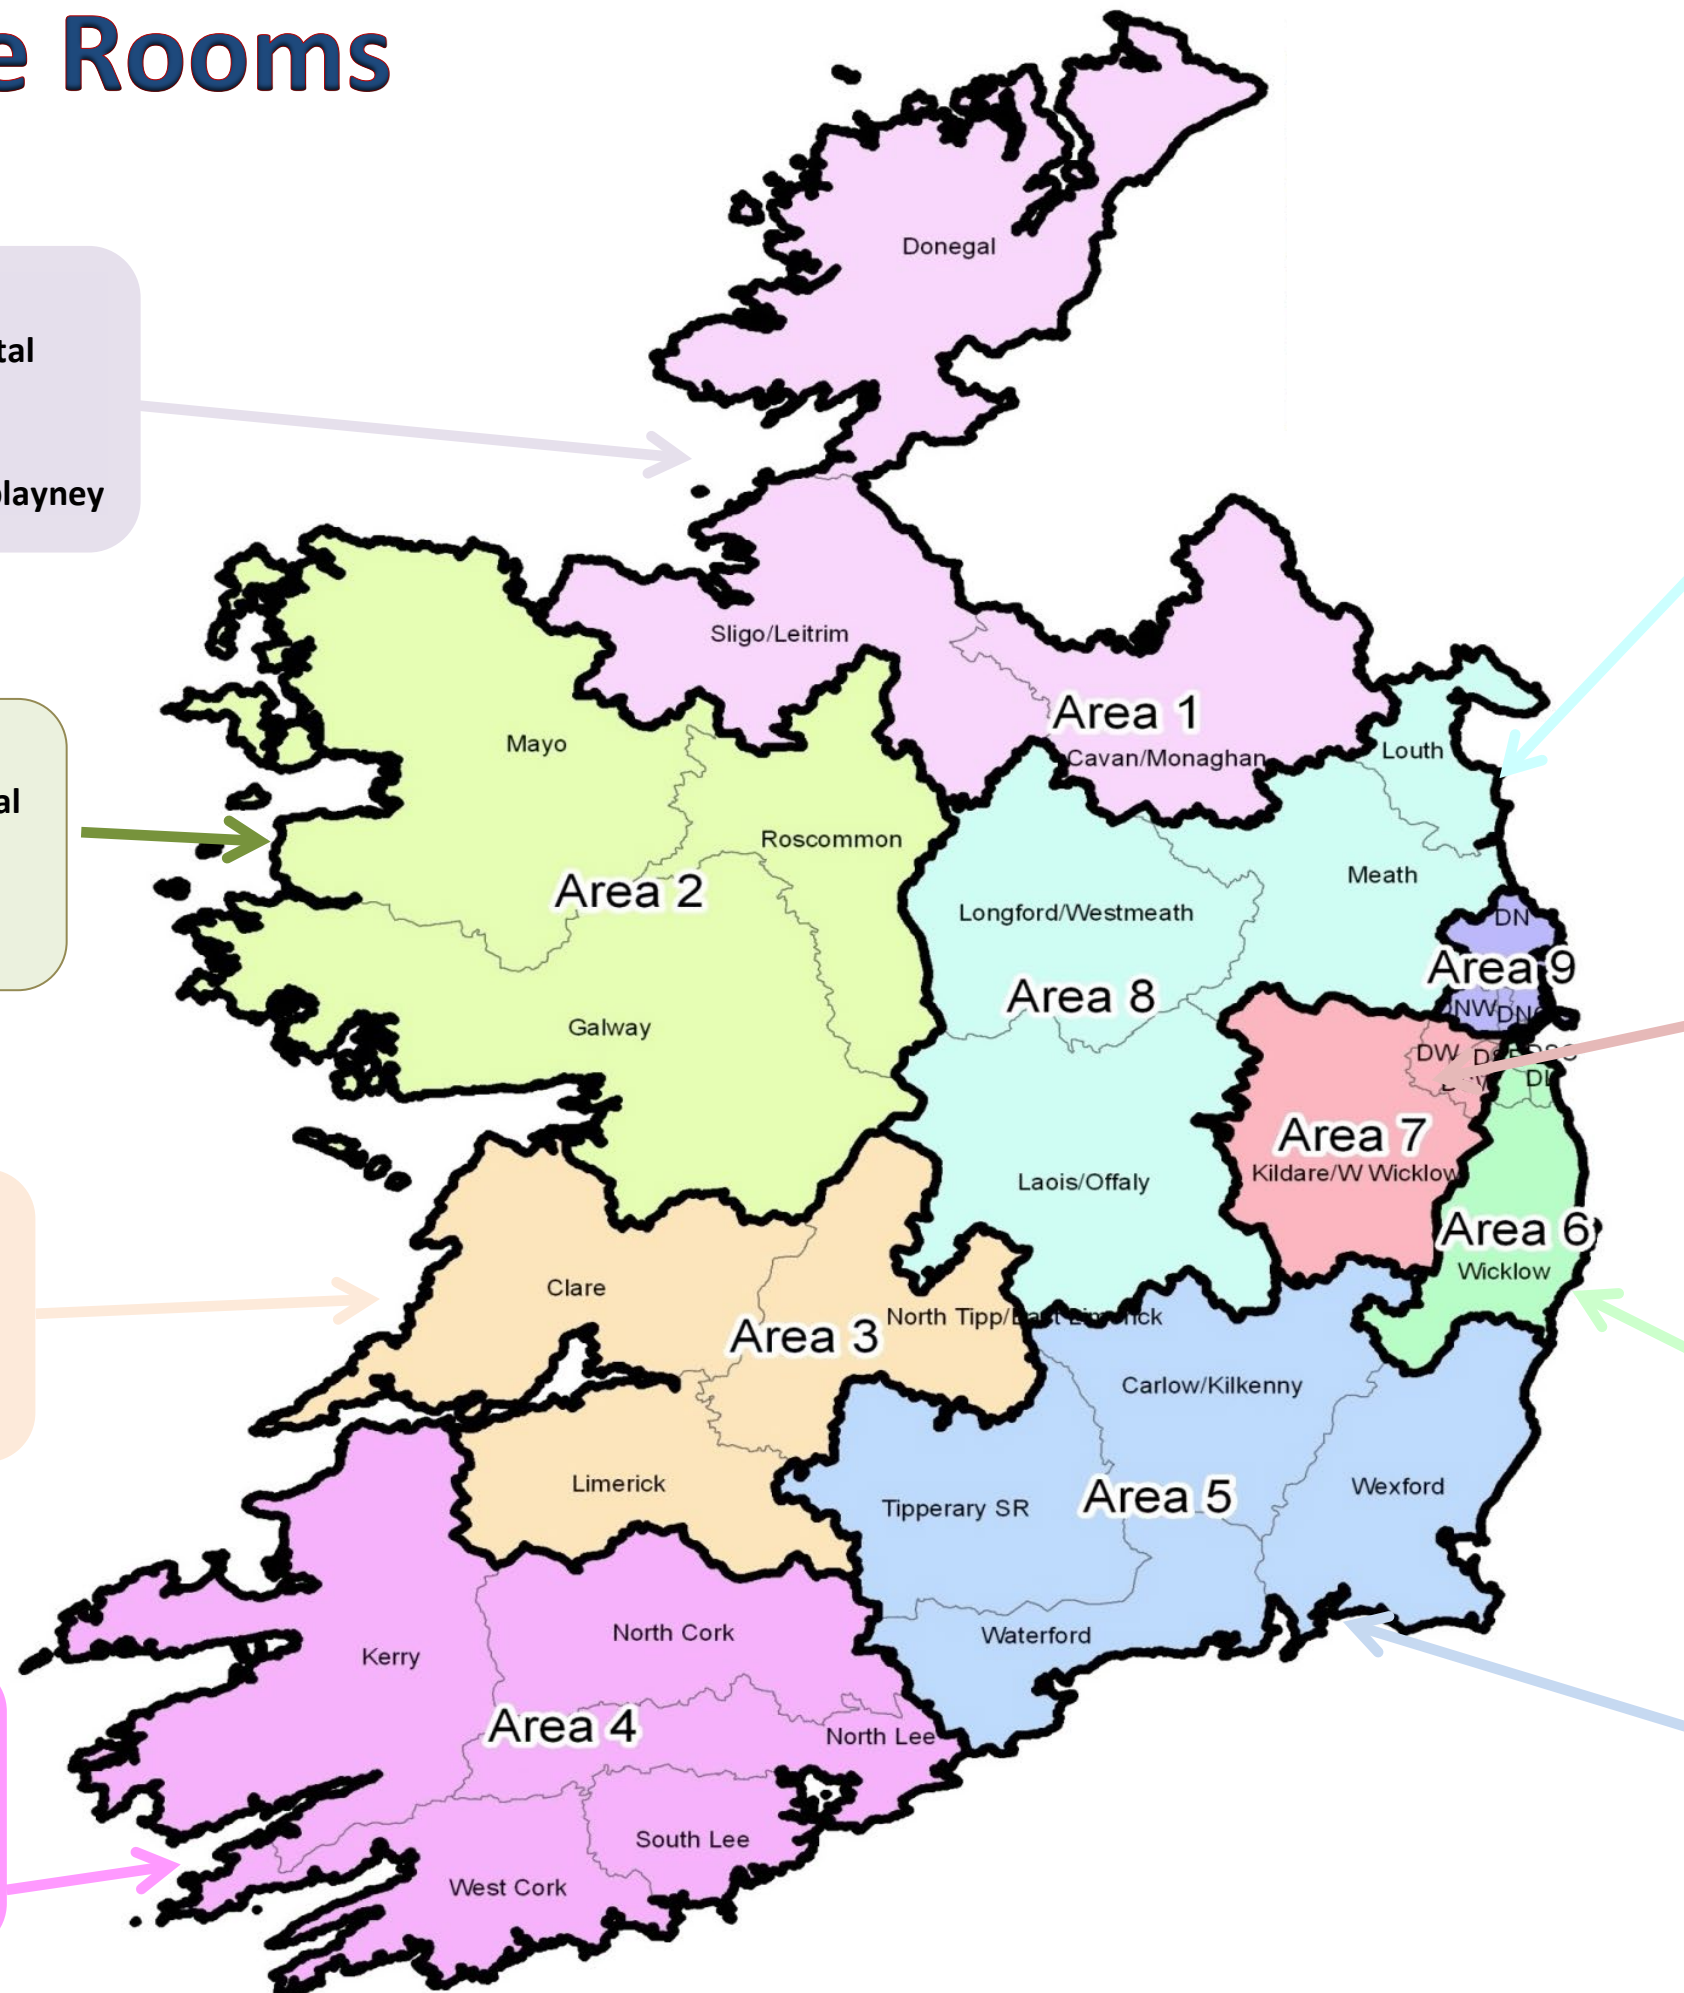 e Rooms
Donegal
tal
playney
Sligo/Leitrim
Area 1
Mayo
Louth
Cavan/Monaghan
al
Roscommon
Area 2
Meath
Longford/Westmeath
DN
Area 9
Area 8
Galway
DW
Area 7
Kildare/W Wicklow
Laois/Offaly
Area 6
Wicklow
Clare
North Tipp/East Limerick
Area 3
Carlow/Kilkenny
Limerick
Tipperary SR
Area 5
Wexford
North Cork
Waterford
Kerry
Area 4
North Lee
South Lee
West Cork